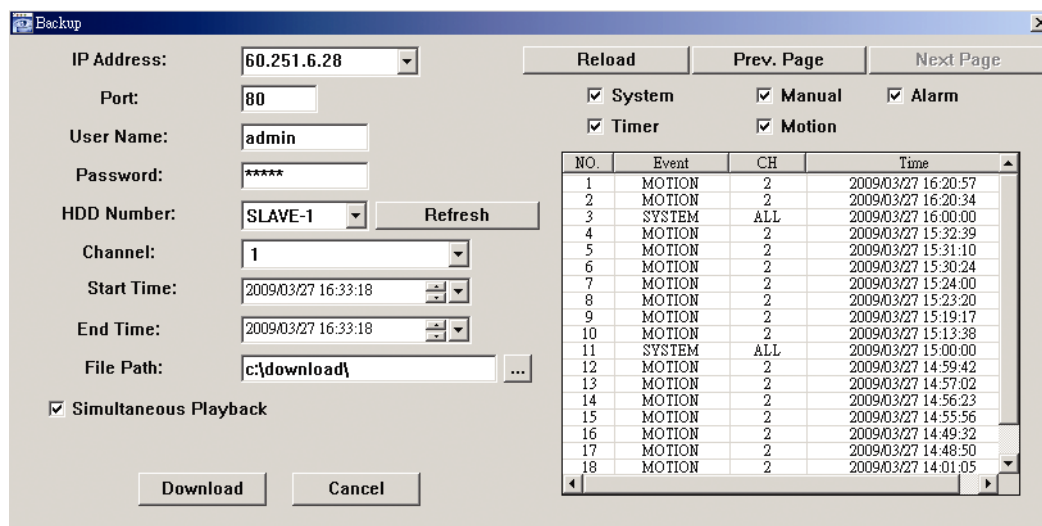 Backup
IP Address: 60.251.6.28
Port: 80
User Name: admin
Password: *****
HDD Number: SLAVE-1 Refresh
Channel: 1
Start Time: 2009/03/27 16:33:18
End Time: 2009/03/27 16:33:18
File Path: c:\download\ ...
Simultaneous Playback
Download Cancel
Reload Prev. Page Next Page
System Manual Alarm
Timer Motion
NO. Event CH Time
1 MOTION 2 2009/03/27 16:20:57
2 MOTION 2 2009/03/27 16:20:34
3 SYSTEM ALL 2009/03/27 16:00:00
4 MOTION 2 2009/03/27 15:32:39
5 MOTION 2 2009/03/27 15:31:10
6 MOTION 2 2009/03/27 15:30:24
7 MOTION 2 2009/03/27 15:24:00
8 MOTION 2 2009/03/27 15:23:20
9 MOTION 2 2009/03/27 15:19:17
10 MOTION 2 2009/03/27 15:13:38
11 SYSTEM ALL 2009/03/27 15:00:00
12 MOTION 2 2009/03/27 14:59:42
13 MOTION 2 2009/03/27 14:57:02
14 MOTION 2 2009/03/27 14:56:23
15 MOTION 2 2009/03/27 14:55:56
16 MOTION 2 2009/03/27 14:49:32
17 MOTION 2 2009/03/27 14:48:50
18 MOTION 2 2009/03/27 14:01:05